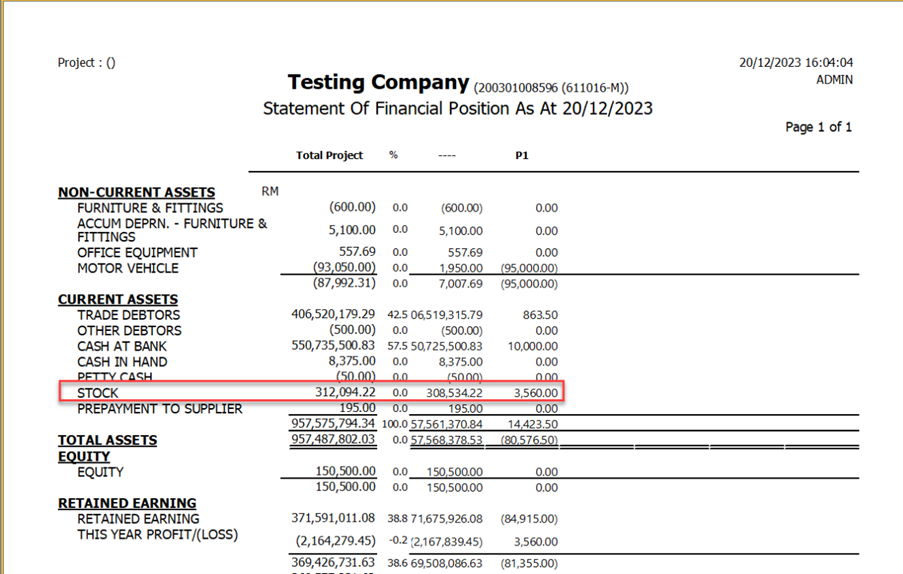 Project : ()
20/12/2023 16:04:04
ADMIN
Testing Company (200301008596 (611016-M))
Statement Of Financial Position As At 20/12/2023
Page 1 of 1
Total Project % ---- P1
NON-CURRENT ASSETS RM
FURNITURE & FITTINGS (600.00) 0.0 (600.00) 0.00
ACCUM DEPRN. - FURNITURE &
FITTINGS 5,100.00 0.0 5,100.00 0.00
OFFICE EQUIPMENT 557.69 0.0 557.69 0.00
MOTOR VEHICLE (93,050.00) 0.0 1,950.00 (95,000.00)
(87,992.31) 0.0 7,007.69 (95,000.00)
CURRENT ASSETS
TRADE DEBTORS 406,520,179.29 42.5 06,519,315.79 863.50
OTHER DEBTORS (500.00) 0.0 (500.00) 0.00
CASH AT BANK 550,735,500.83 57.5 50,725,500.83 10,000.00
CASH IN HAND 8,375.00 0.0 8,375.00 0.00
PETTY CASH (50.00) 0.0 (50.00) 0.00
STOCK 312,094.22 0.0 308,534.22 3,560.00
PREPAYMENT TO SUPPLIER 195.00 0.0 195.00 0.00
957,575,794.34 100.0 57,561,370.84 14,423.50
TOTAL ASSETS 957,487,802.03 0.0 57,568,378.53 (80,576.50)
EQUITY
EQUITY 150,500.00 0.0 150,500.00 0.00
150,500.00 0.0 150,500.00 0.00
RETAINED EARNING
RETAINED EARNING 371,591,011.08 38.8 71,675,926.08 (84,915.00)
THIS YEAR PROFIT/(LOSS) (2,164,279.45) -0.2 (2,167,839.45) 3,560.00
369,426,731.63 38.6 69,508,086.63 (81,355.00)